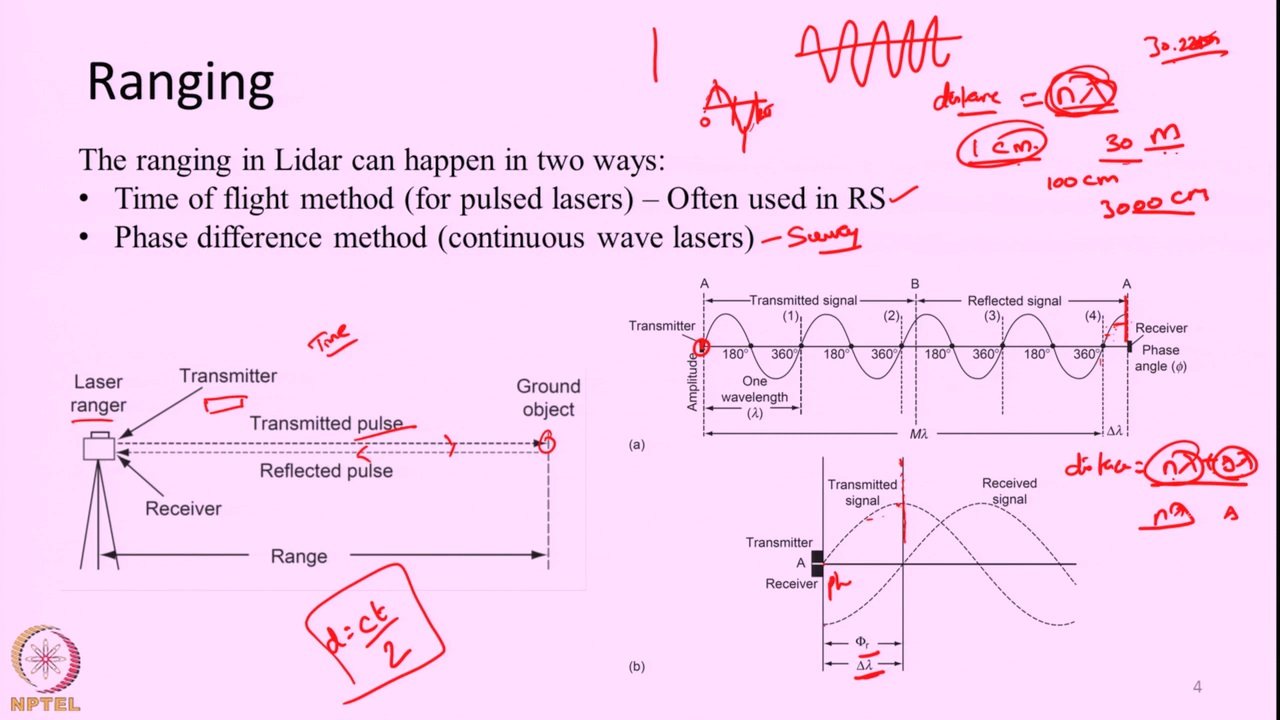 Ranging
distance = nλ
1 cm.
30 m
100 cm
3000 cm
0
The ranging in Lidar can happen in two ways:
• Time of flight method (for pulsed lasers) – Often used in RS
• Phase difference method (continuous wave lasers) – Survey
Time
Laser ranger
Transmitter
Transmitted pulse
Reflected pulse
Receiver
Ground object
Range
d = ct/2
A B A
Transmitted signal Reflected signal
Transmitter
(1) (2) (3) (4)
Receiver
180° 360° 180° 360° 180° 360° 180° 360°
Phase angle (ϕ)
Amplitude
One wavelength (λ)
Mλ Δλ
(a)
distance = nλ + Δλ
Transmitted signal
Received signal
Transmitter
A
Receiver
ph
Φr
Δλ
(b)
NPTEL
4